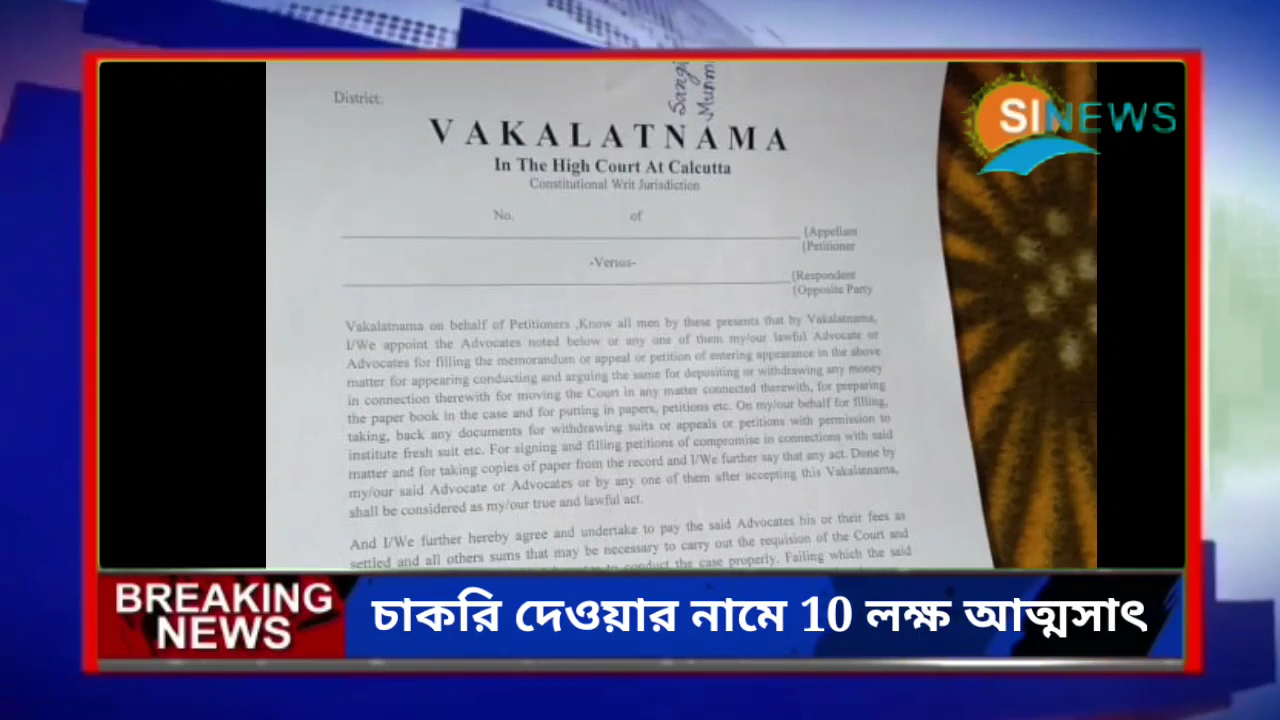 Sangi
Munm
District:
VAKALATNAMA
In The High Court At Calcutta
Constitutional Writ Jurisdiction
No. of
(Appellant
(Petitioner
-Versus-
(Respondent
(Opposite Party
Vakalatnama on behalf of Petitioners ,Know all men by these presents that by Vakalatnama,
I/We appoint the Advocates noted below or any one of them my/our lawful Advocate or
Advocates for filling the memorandum or appeal or petition of entering appearance in the above
matter for appearing conducting and arguing the same for depositing or withdrawing any money
in connection therewith for moving the Court in any matter connected therewith, for preparing
the paper book in the case and for putting in papers, petitions etc. On my/our behalf for filling,
taking, back any documents for withdrawing suits or appeals or petitions with permission to
institute fresh suit etc. For signing and filling petitions of compromise in connections with said
matter and for taking copies of paper from the record and I/We further say that any act. Done by
my/our said Advocate or Advocates or by any one of them after accepting this Vakalatnama,
shall be considered as my/our true and lawful act.
And I/We further hereby agree and undertake to pay the said Advocates his or their fees as
settled and all others sums that may be necessary to carry out the requision of the Court and
conduct the case properly. Failing which the said
SINEWS
BREAKING
NEWS
চাকরি দেওয়ার নামে 10 লক্ষ আত্মসাৎ